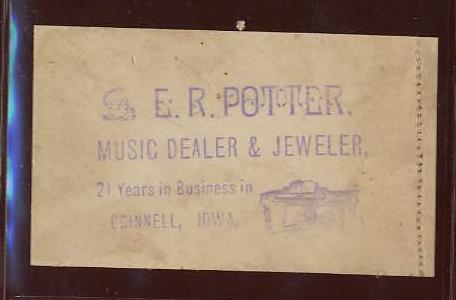 E. R. POTTER.
MUSIC DEALER & JEWELER,
21 Years in Business in
GRINNELL, IOWA.